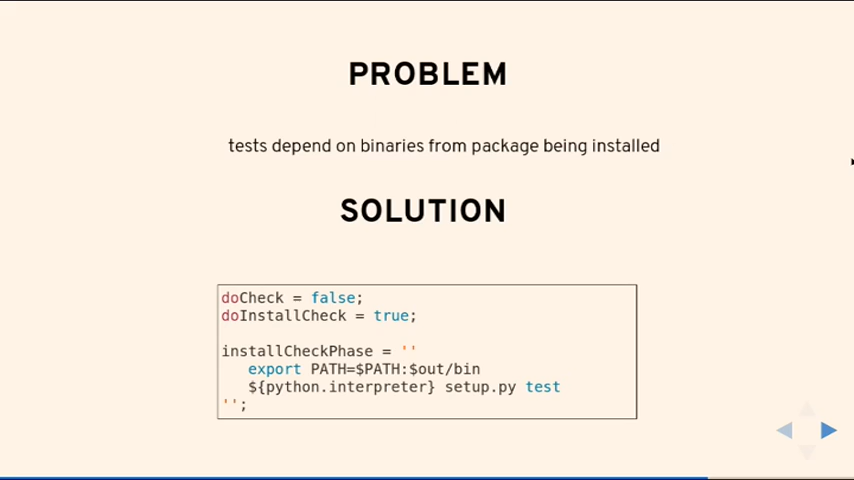 PROBLEM
tests depend on binaries from package being installed
SOLUTION
doCheck = false;
doInstallCheck = true;
installCheckPhase = ''
export PATH=$PATH:$out/bin
${python.interpreter} setup.py test
'';